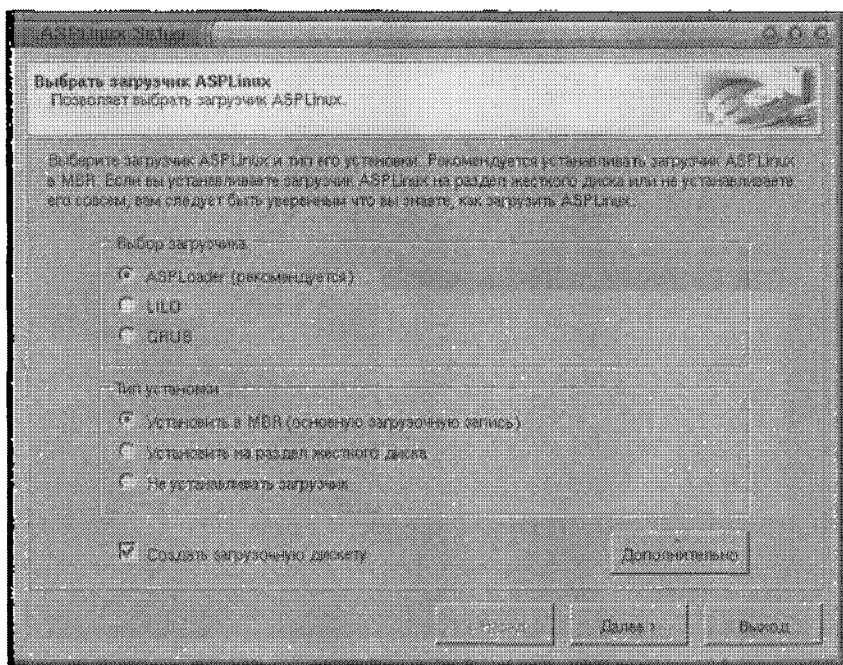 ASPLinux Setup
Выбрать загрузчик ASPLinux
Позволяет выбрать загрузчик ASPLinux.
Выберите загрузчик ASPLinux и тип его установки. Рекомендуется устанавливать загрузчик ASPLinux
в MBR. Если вы устанавливаете загрузчик ASPLinux на раздел жесткого диска или не устанавливаете
его совсем, вам следует быть уверенным что вы знаете, как загрузить ASPLinux.
Выбор загрузчика
ASPLoader (рекомендуется)
LILO
GRUB
Тип установки
Установить в MBR (основную загрузочную запись)
Установить на раздел жесткого диска
Не устанавливать загрузчик
Создать загрузочную дискету
Дополнительно
Далее > Выход